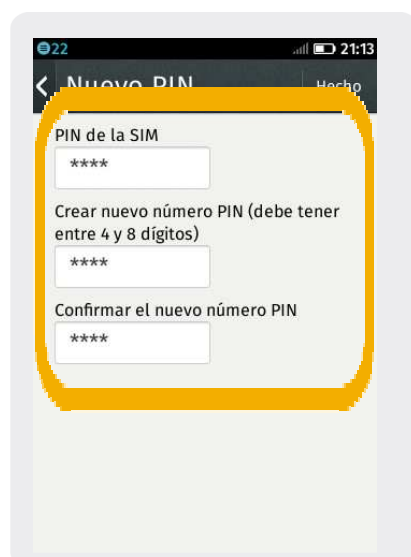 22
21:13
Nuevo PIN
Hecho
PIN de la SIM
****
Crear nuevo número PIN (debe tener
entre 4 y 8 dígitos)
****
Confirmar el nuevo número PIN
****